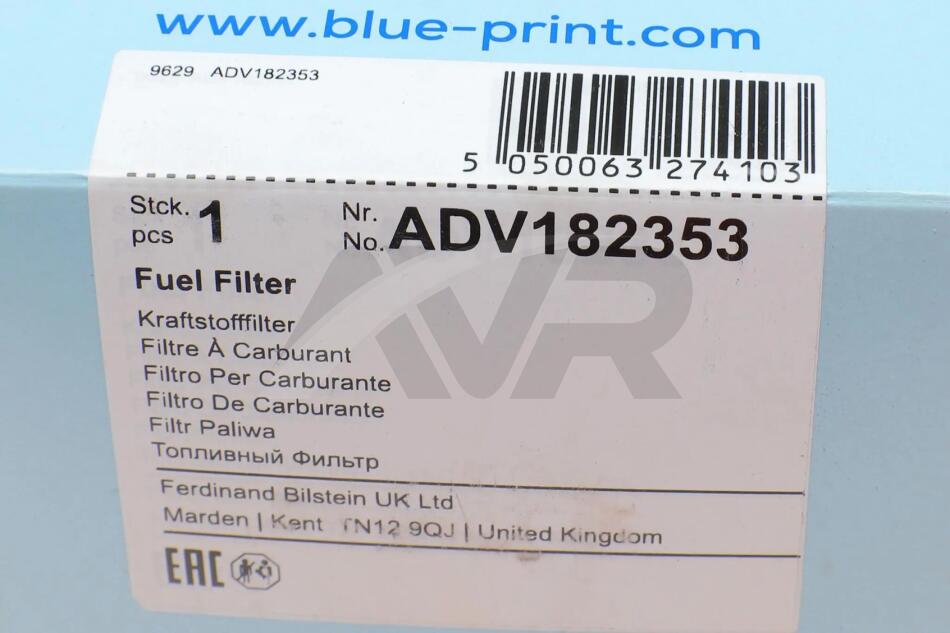 www.blue-print.com
9629 ADV182353
5 050063 274103
Stck. 1 Nr. ADV182353
pcs No.
Fuel Filter
Kraftstofffilter
Filtre À Carburant
Filtro Per Carburante
Filtro De Carburante
Filtr Paliwa
Топливный Фильтр
Ferdinand Bilstein UK Ltd
Marden | Kent TN12 9QJ | United Kingdom
EAC
AVR